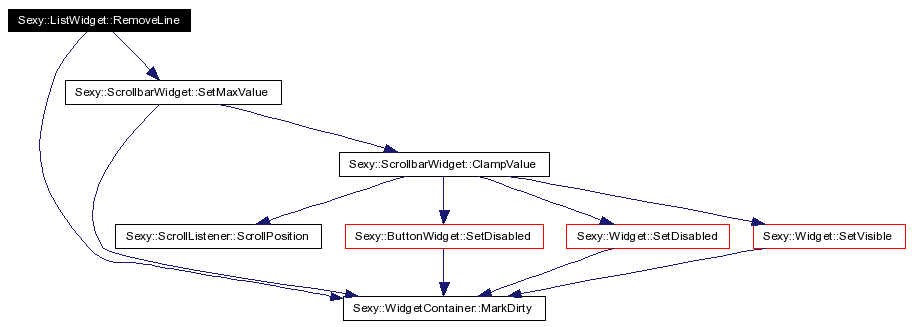 Sexy::ListWidget::RemoveLine
Sexy::ScrollbarWidget::SetMaxValue
Sexy::ScrollbarWidget::ClampValue
Sexy::ScrollListener::ScrollPosition
Sexy::ButtonWidget::SetDisabled
Sexy::Widget::SetDisabled
Sexy::Widget::SetVisible
Sexy::WidgetContainer::MarkDirty